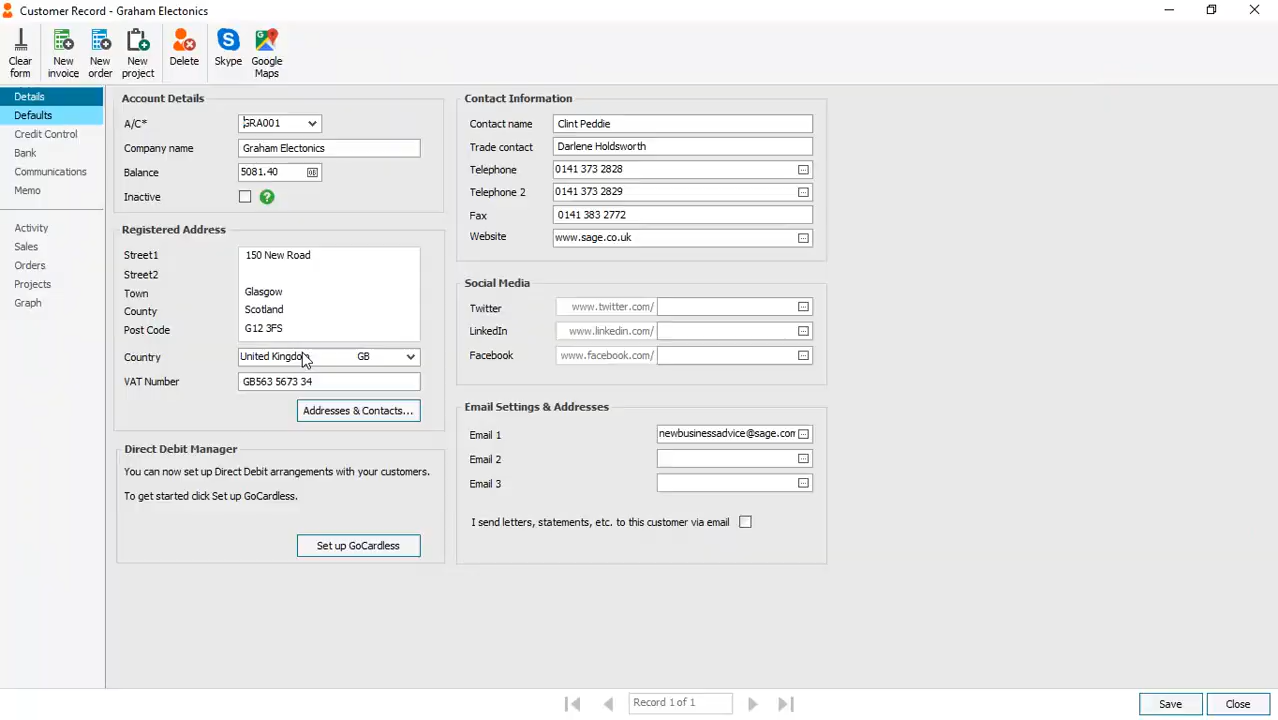 Customer Record - Graham Electonics
Clear form
New invoice
New order
New project
Delete
Skype
Google Maps
Details
Defaults
Credit Control
Bank
Communications
Memo
Activity
Sales
Orders
Projects
Graph
Account Details
A/C* GRA001
Company name Graham Electonics
Balance 5081.40
Inactive ?
Registered Address
Street1 150 New Road
Street2
Town Glasgow
County Scotland
Post Code G12 3FS
Country United Kingdom GB
VAT Number GB563 5673 34
Addresses & Contacts...
Direct Debit Manager
You can now set up Direct Debit arrangements with your customers.
To get started click Set up GoCardless.
Set up GoCardless
Contact Information
Contact name Clint Peddie
Trade contact Darlene Holdsworth
Telephone 0141 373 2828
Telephone 2 0141 373 2829
Fax 0141 383 2772
Website www.sage.co.uk
Social Media
Twitter www.twitter.com/
LinkedIn www.linkedin.com/
Facebook www.facebook.com/
Email Settings & Addresses
Email 1 newbusinessadvice@sage.com
Email 2
Email 3
I send letters, statements, etc. to this customer via email
Record 1 of 1
Save
Close